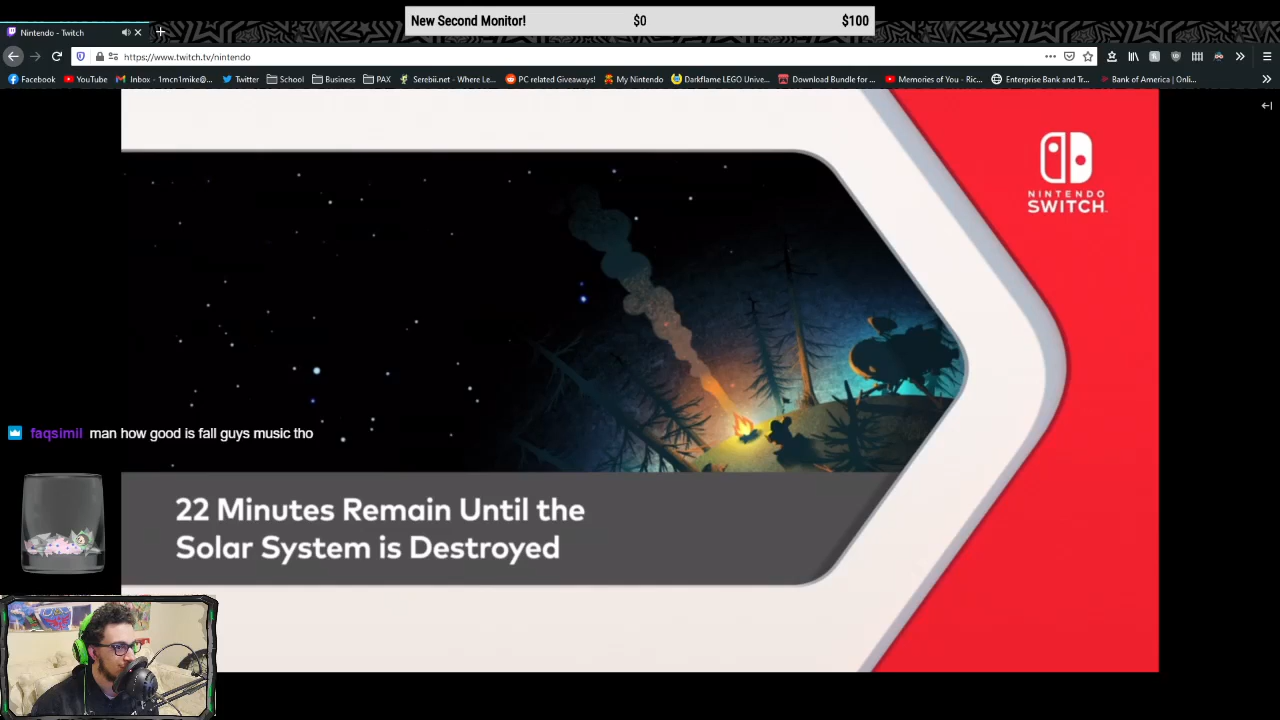 New Second Monitor! $0 $100
Nintendo - Twitch
https://www.twitch.tv/nintendo
Facebook YouTube Inbox - 1mcn1mike@... Twitter School Business PAX Serebii.net - Where Le... PC related Giveaways! My Nintendo Darkflame LEGO Unive... Download Bundle for ... Memories of You - Ric... Enterprise Bank and Tr... Bank of America | Onli...
NINTENDO
SWITCH
faqsimil man how good is fall guys music tho
22 Minutes Remain Until the
Solar System is Destroyed